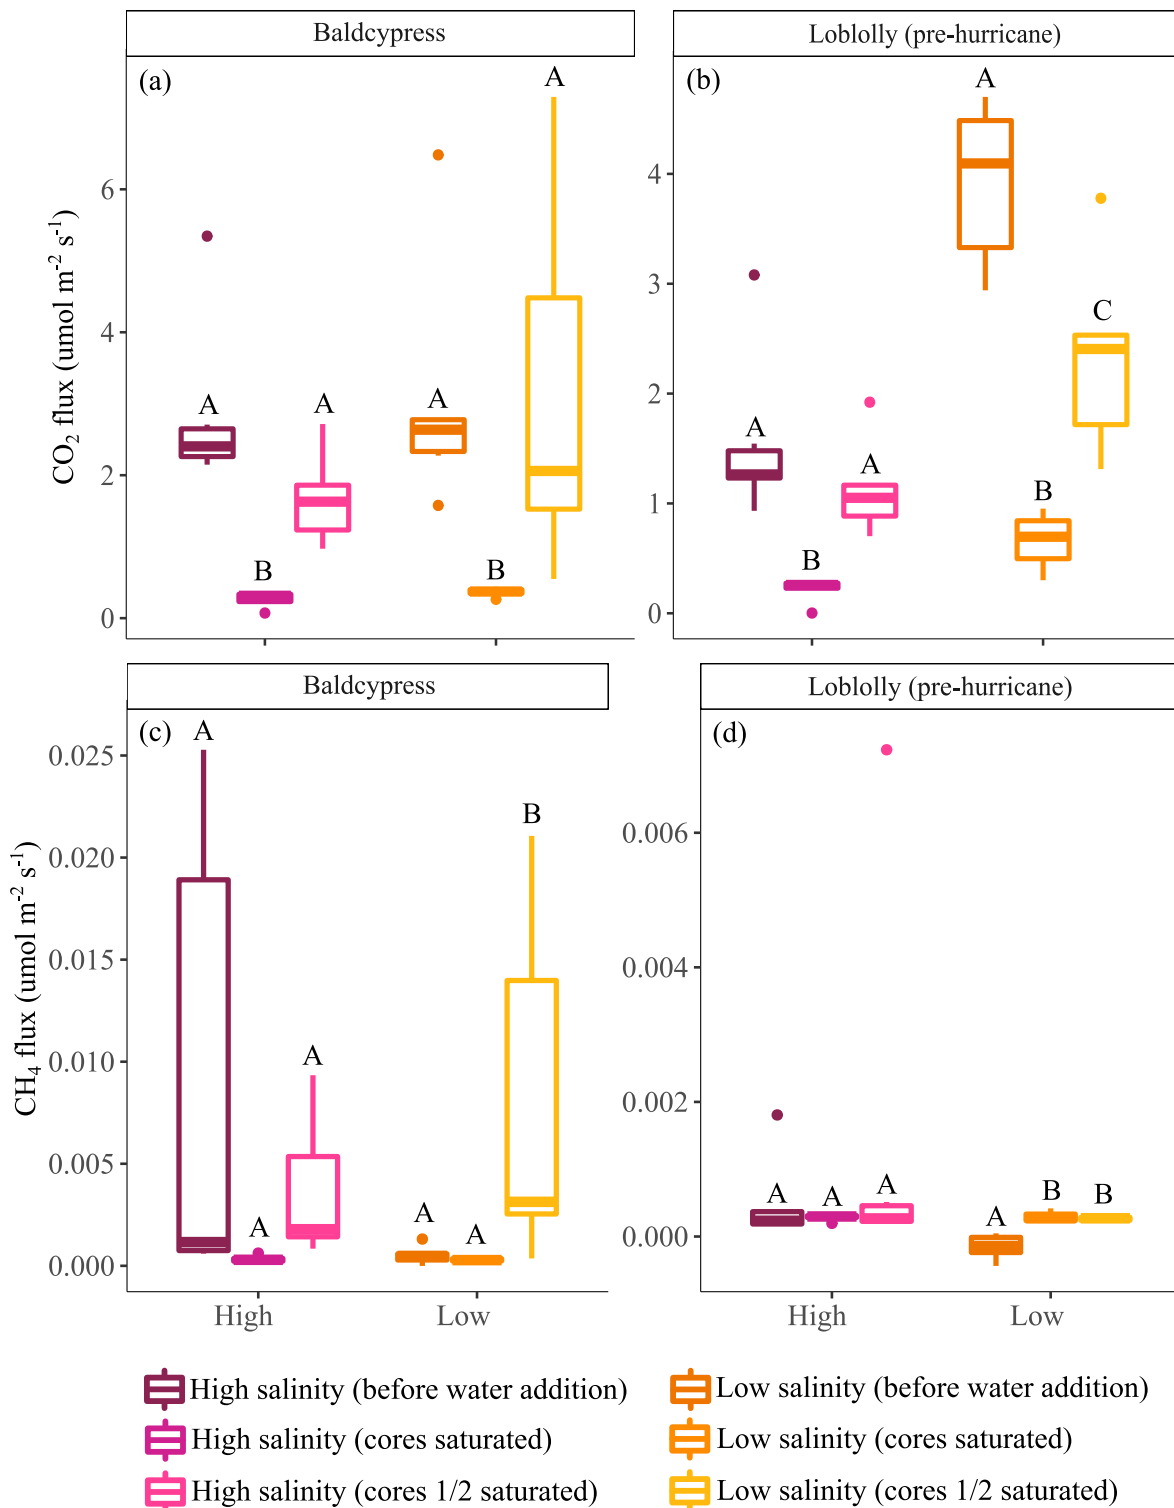 Baldcypress
Loblolly (pre-hurricane)
(a)
A
A
A
A
B
B
6
4
2
0
CO₂ flux (umol m⁻² s⁻¹)
(b)
A
C
A
A
B
B
4
3
2
1
0
Baldcypress
Loblolly (pre-hurricane)
(c)
A
B
A
A
A
A
0.025
0.020
0.015
0.010
0.005
0.000
CH₄ flux (umol m⁻² s⁻¹)
High
Low
(d)
A
A
A
A
B
B
0.006
0.004
0.002
0.000
High
Low
High salinity (before water addition)
High salinity (cores saturated)
High salinity (cores 1/2 saturated)
Low salinity (before water addition)
Low salinity (cores saturated)
Low salinity (cores 1/2 saturated)